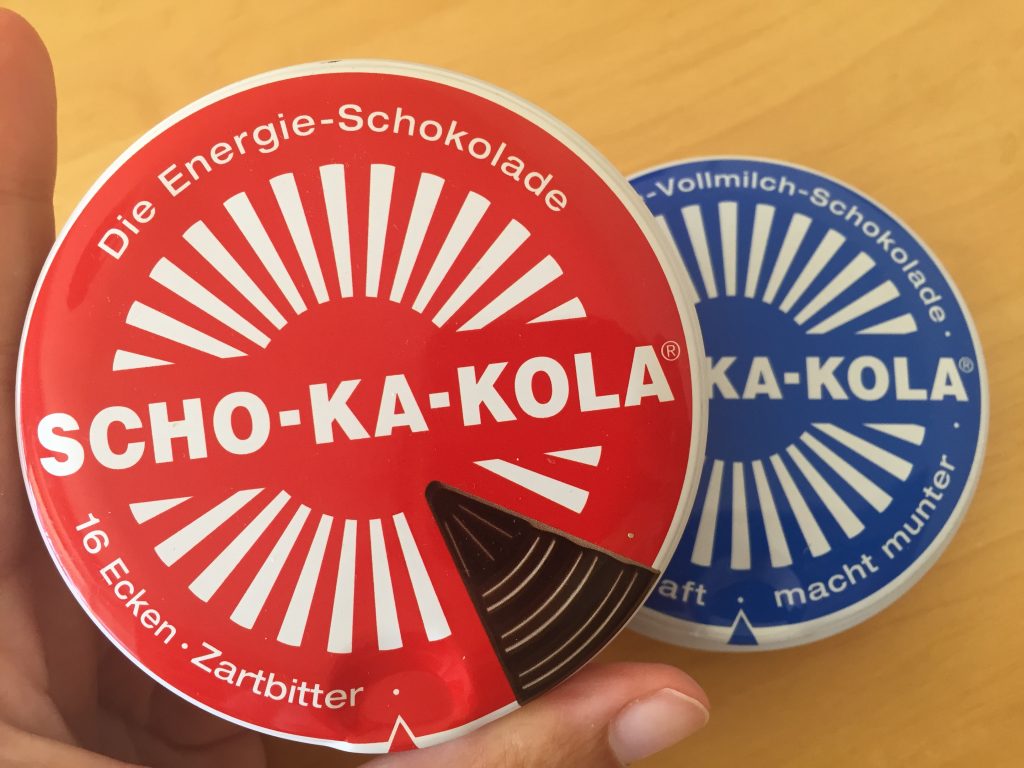 Die Energie-Schokolade
SCHO-KA-KOLA®
16 Ecken · Zartbitter ·
-Vollmilch-Schokolade ·
KA-KOLA®
aft · macht munter ·